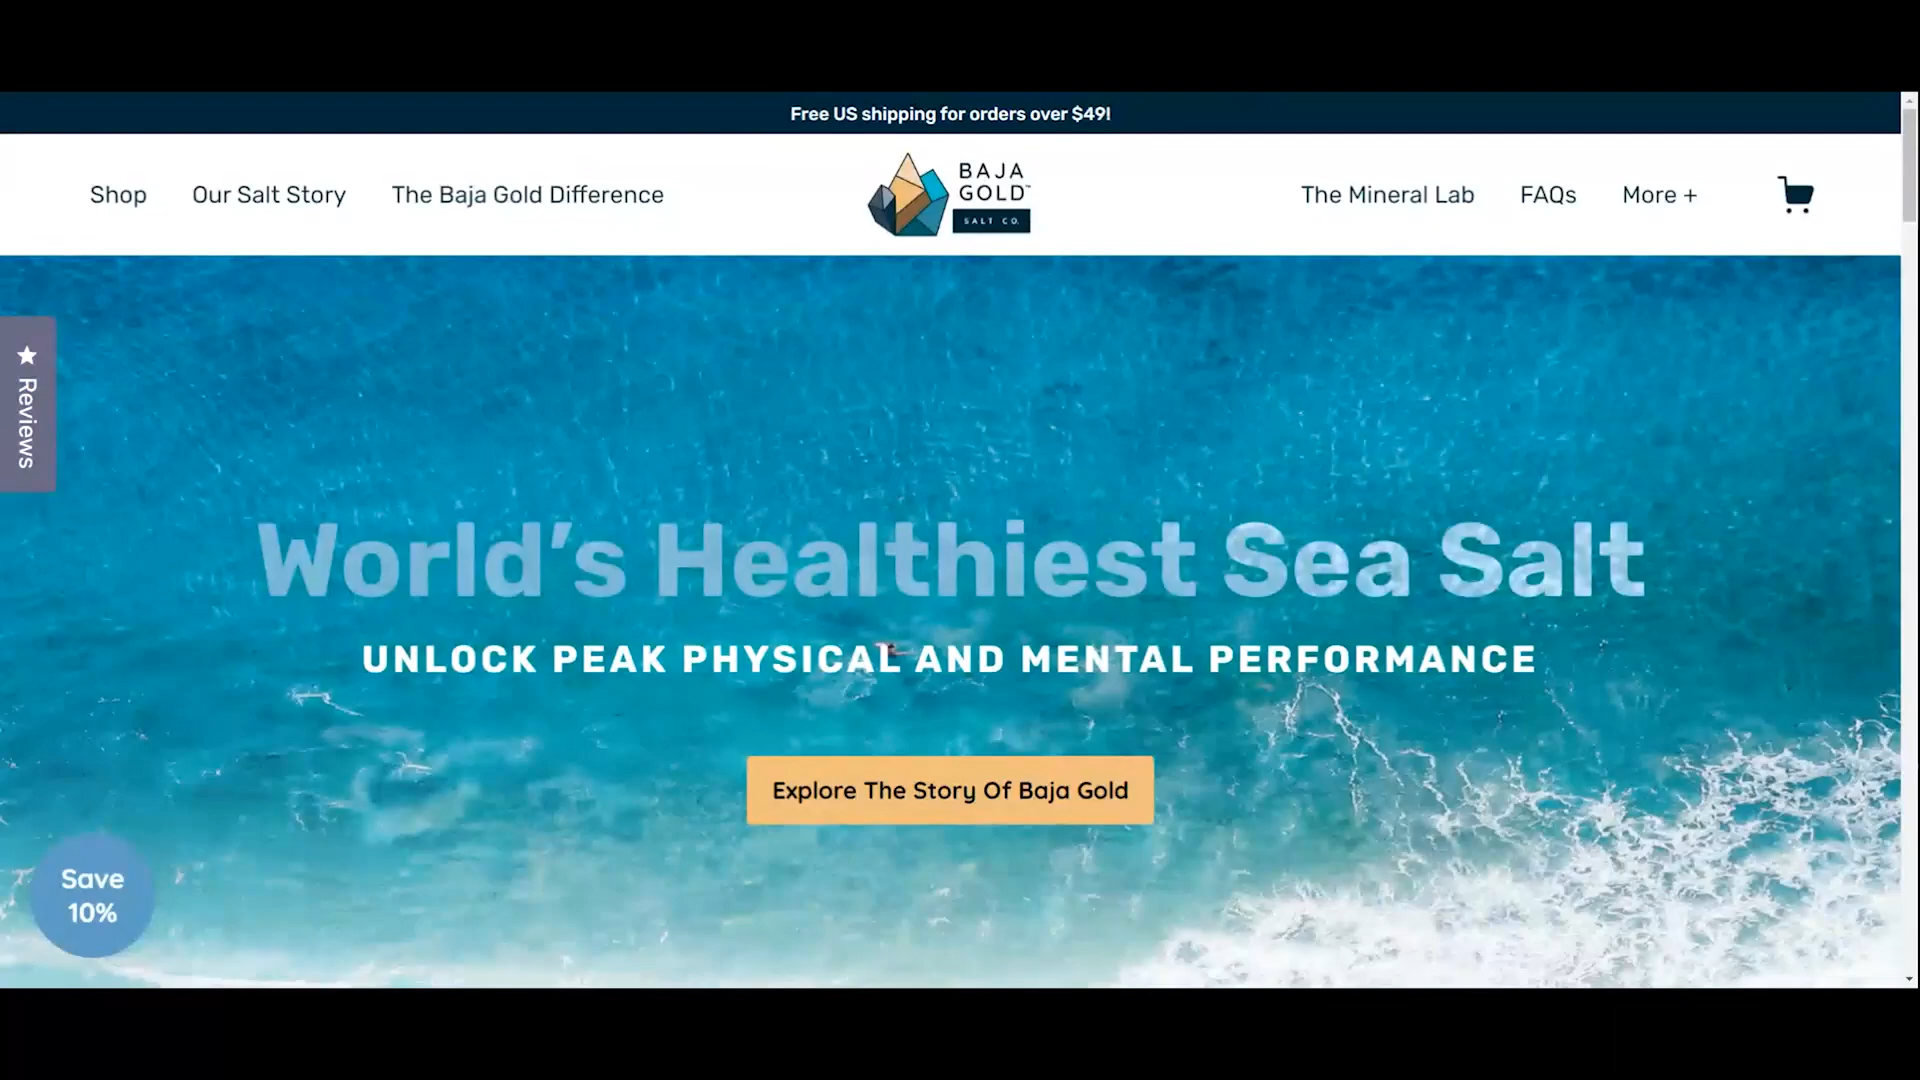 Free US shipping for orders over $49!
Shop
Our Salt Story
The Baja Gold Difference
BAJA
GOLD™
SALT CO.
The Mineral Lab
FAQs
More +
Reviews
World's Healthiest Sea Salt
UNLOCK PEAK PHYSICAL AND MENTAL PERFORMANCE
Explore The Story Of Baja Gold
Save
10%